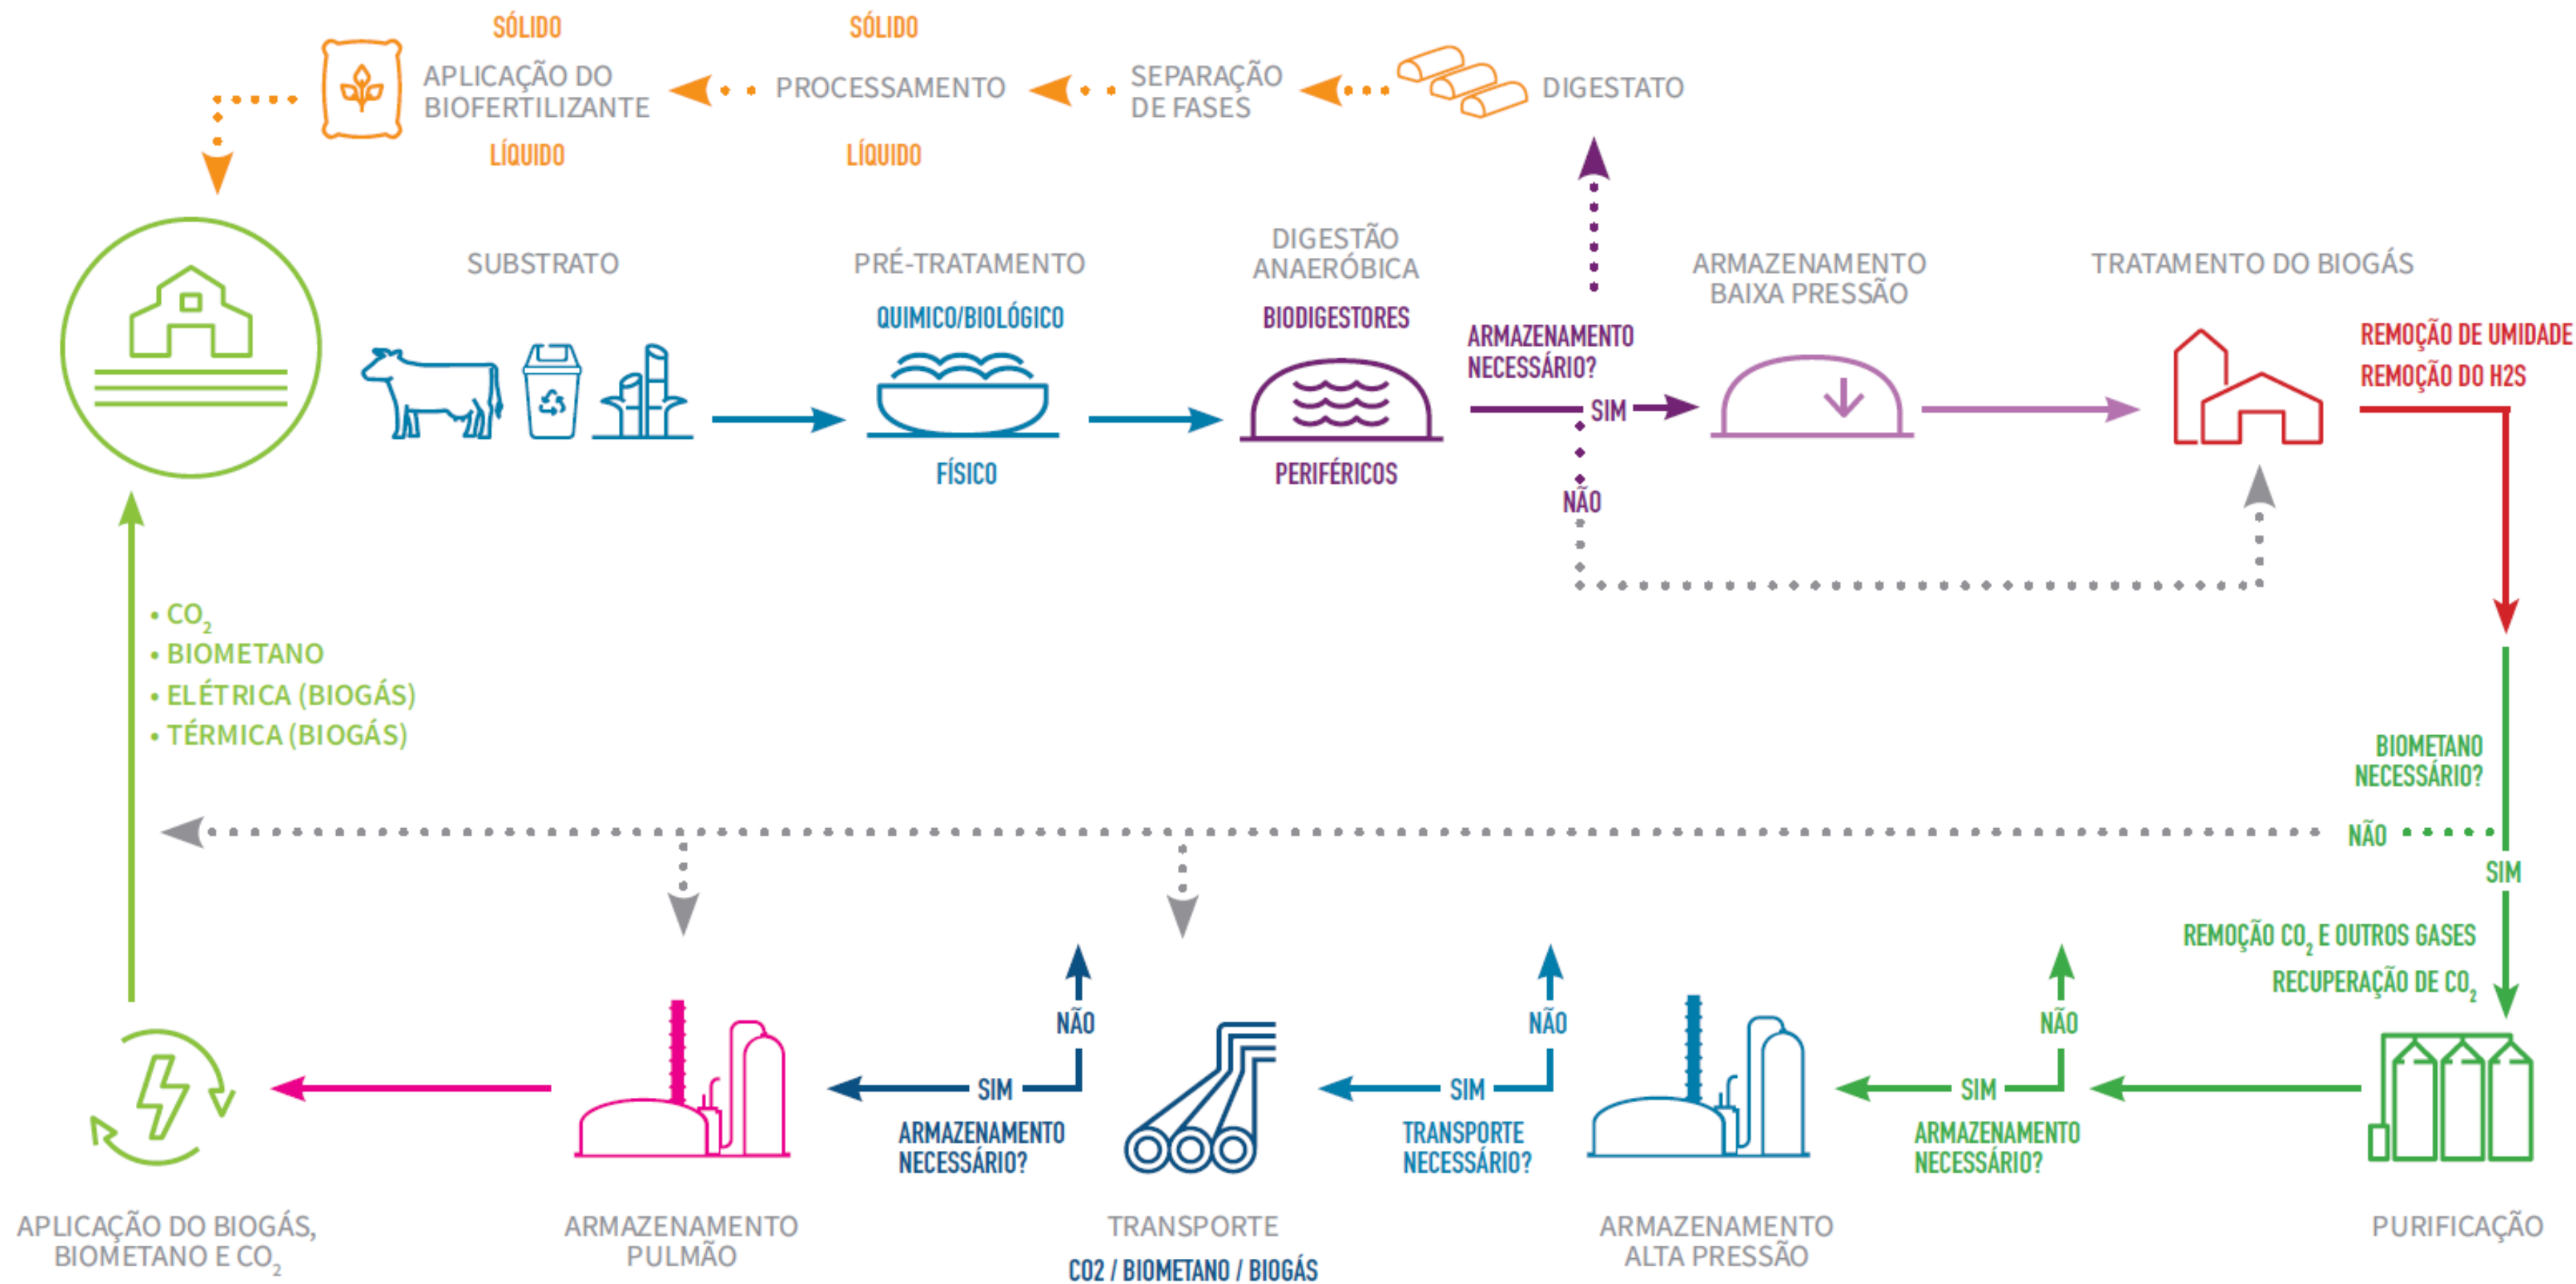 SÓLIDO
APLICAÇÃO DO
BIOFERTILIZANTE
LÍQUIDO
SÓLIDO
PROCESSAMENTO
LÍQUIDO
SEPARAÇÃO
DE FASES
DIGESTATO
SUBSTRATO
PRÉ-TRATAMENTO
QUIMICO/BIOLÓGICO
FÍSICO
DIGESTÃO
ANAERÓBICA
BIODIGESTORES
PERIFÉRICOS
ARMAZENAMENTO
NECESSÁRIO?
SIM
NÃO
ARMAZENAMENTO
BAIXA PRESSÃO
TRATAMENTO DO BIOGÁS
REMOÇÃO DE UMIDADE
REMOÇÃO DO H2S
• CO₂
• BIOMETANO
• ELÉTRICA (BIOGÁS)
• TÉRMICA (BIOGÁS)
BIOMETANO
NECESSÁRIO?
NÃO
SIM
REMOÇÃO CO₂ E OUTROS GASES
RECUPERAÇÃO DE CO₂
NÃO
SIM
ARMAZENAMENTO
NECESSÁRIO?
NÃO
SIM
TRANSPORTE
NECESSÁRIO?
NÃO
SIM
ARMAZENAMENTO
NECESSÁRIO?
APLICAÇÃO DO BIOGÁS,
BIOMETANO E CO₂
ARMAZENAMENTO
PULMÃO
TRANSPORTE
CO2 / BIOMETANO / BIOGÁS
ARMAZENAMENTO
ALTA PRESSÃO
PURIFICAÇÃO